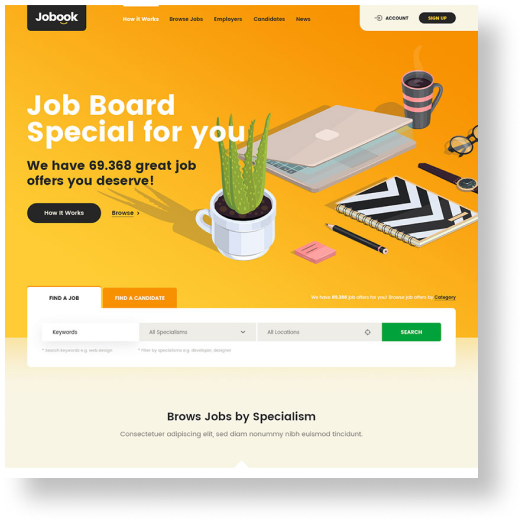 Jobook
How It Works Browse Jobs Employers Candidates News
ACCOUNT
SIGN UP
Job Board
Special for you
We have 69.368 great job
offers you deserve!
How It Works
Browse
FIND A JOB
FIND A CANDIDATE
We have 69.368 job offers for you! Browse job offers by Category
Keywords
All Specialisms
All Locations
SEARCH
* Search keywords e.g. web design
* Filter by specialisms e.g. developer, designer
Brows Jobs by Specialism
Consectetuer adipiscing elit, sed diam nonummy nibh euismod tincidunt.